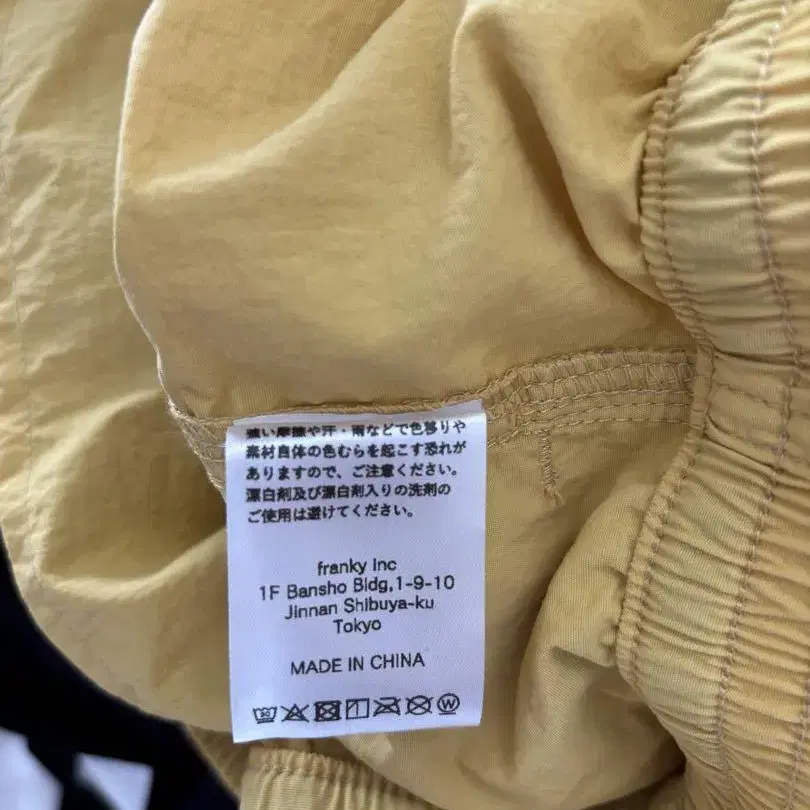 強い摩擦や汗・雨などで色移りや
素材自体の色むらを起こす恐れが
ありますので、ご注意ください。
漂白剤及び漂白剤入りの洗剤の
ご使用は避けてください。
franky Inc
1F Bansho Bldg,1-9-10
Jinnan Shibuya-ku
Tokyo
MADE IN CHINA
W